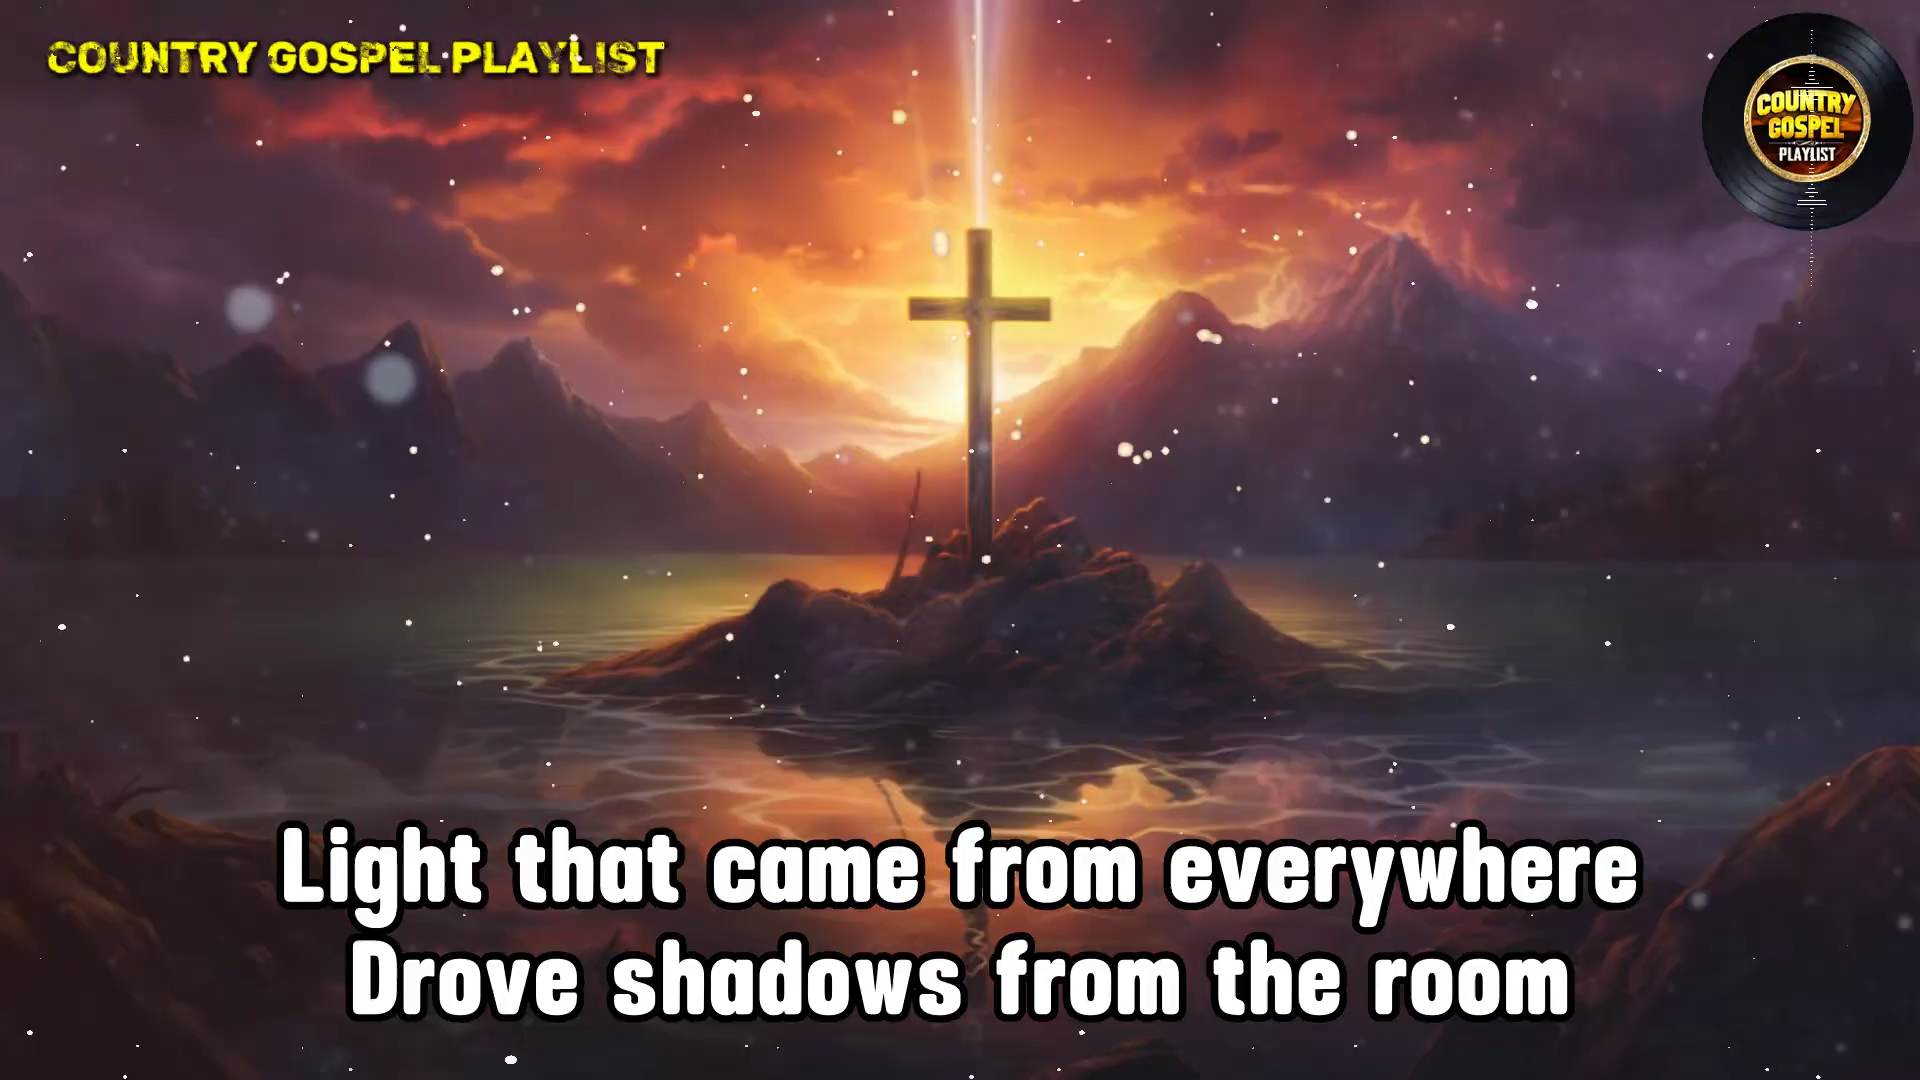 COUNTRY GOSPEL PLAYLIST
COUNTRY
GOSPEL
PLAYLIST
Light that came from everywhere
Drove shadows from the room